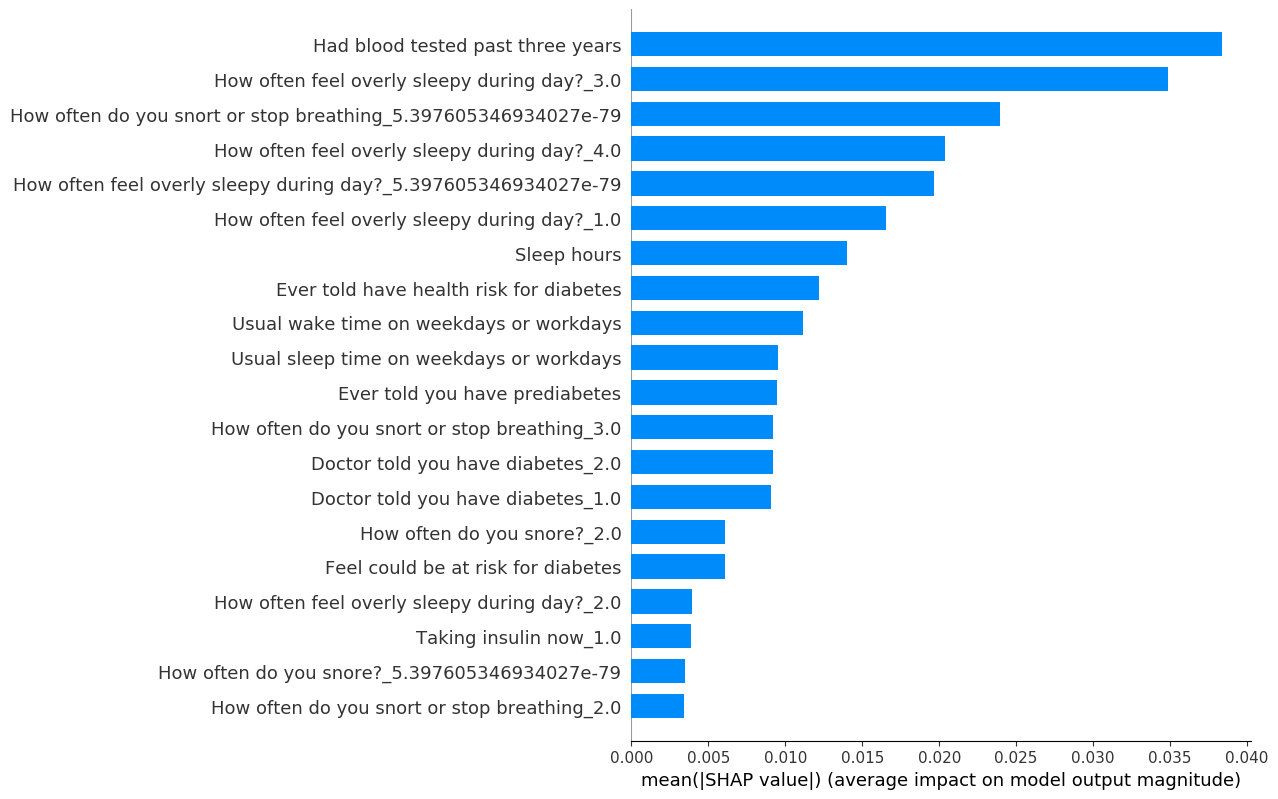 Had blood tested past three years
How often feel overly sleepy during day?_3.0
How often do you snort or stop breathing_5.397605346934027e-79
How often feel overly sleepy during day?_4.0
How often feel overly sleepy during day?_5.397605346934027e-79
How often feel overly sleepy during day?_1.0
Sleep hours
Ever told have health risk for diabetes
Usual wake time on weekdays or workdays
Usual sleep time on weekdays or workdays
Ever told you have prediabetes
How often do you snort or stop breathing_3.0
Doctor told you have diabetes_2.0
Doctor told you have diabetes_1.0
How often do you snore?_2.0
Feel could be at risk for diabetes
How often feel overly sleepy during day?_2.0
Taking insulin now_1.0
How often do you snore?_5.397605346934027e-79
How often do you snort or stop breathing_2.0
0.000 0.005 0.010 0.015 0.020 0.025 0.030 0.035 0.040
mean(|SHAP value|) (average impact on model output magnitude)